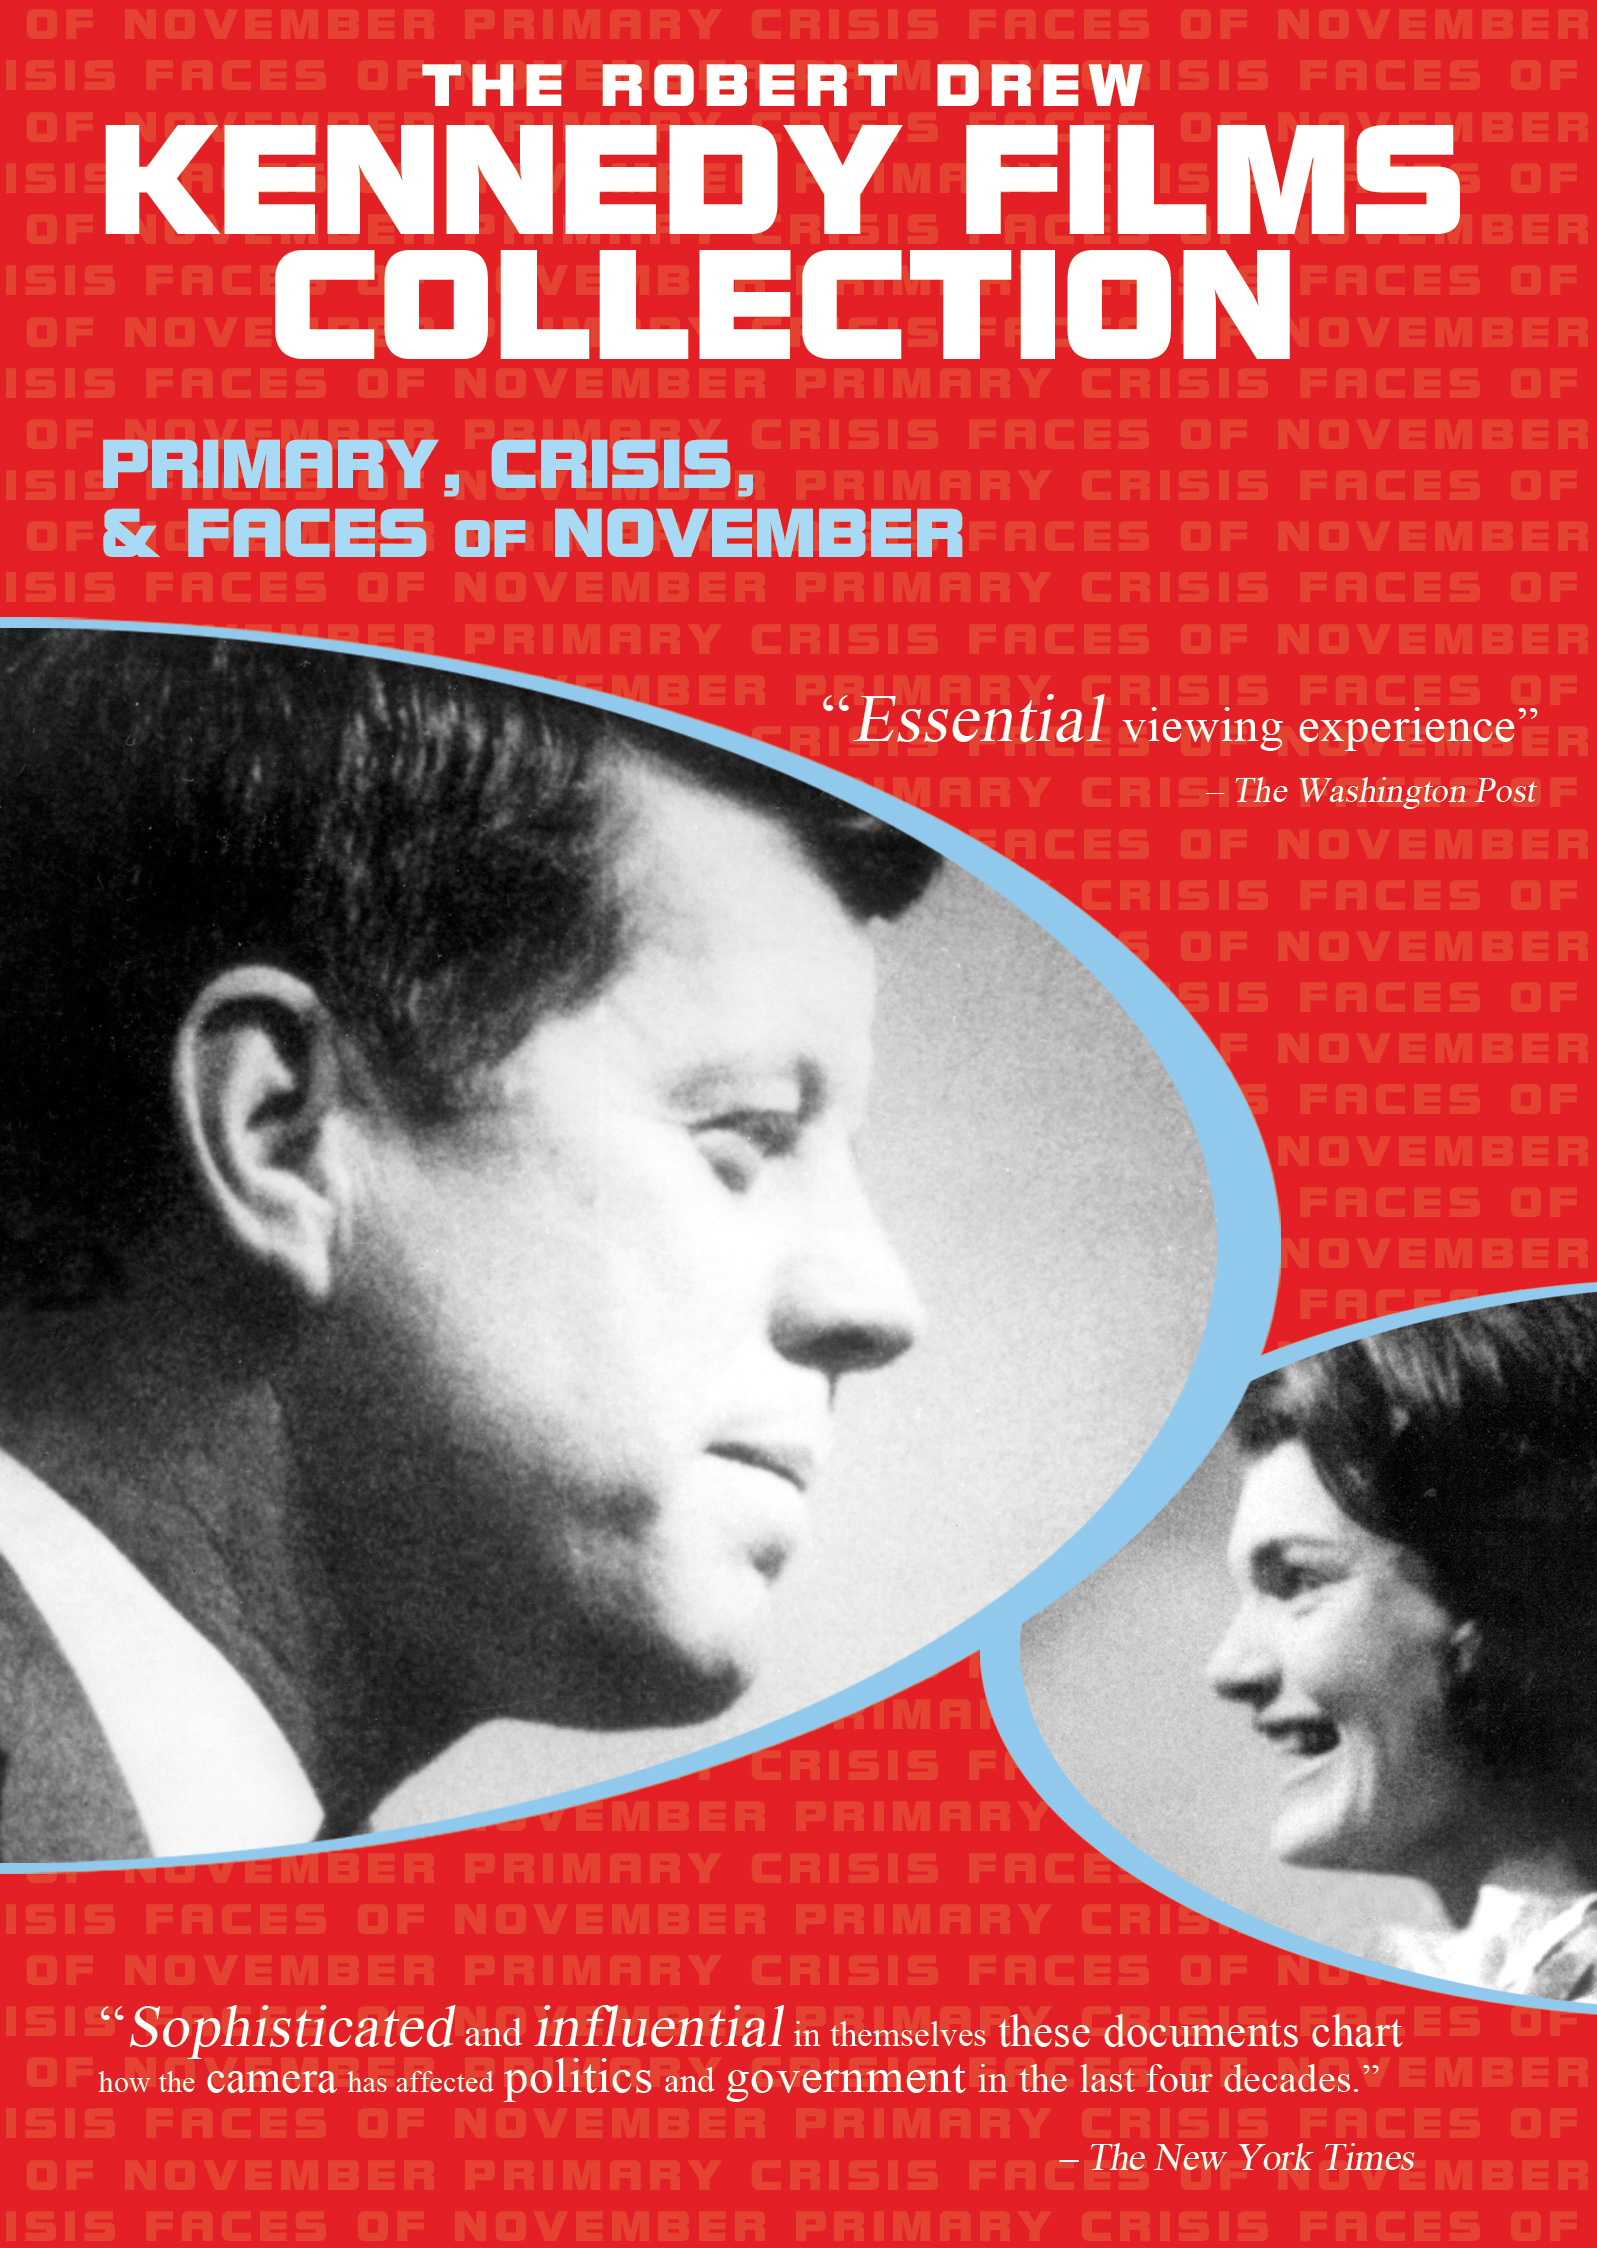 THE ROBERT DREW
KENNEDY FILMS
COLLECTION
PRIMARY, CRISIS,
& FACES OF NOVEMBER
“Essential viewing experience”
– The Washington Post
“Sophisticated and influential in themselves these documents chart
how the camera has affected politics and government in the last four decades.”
– The New York Times